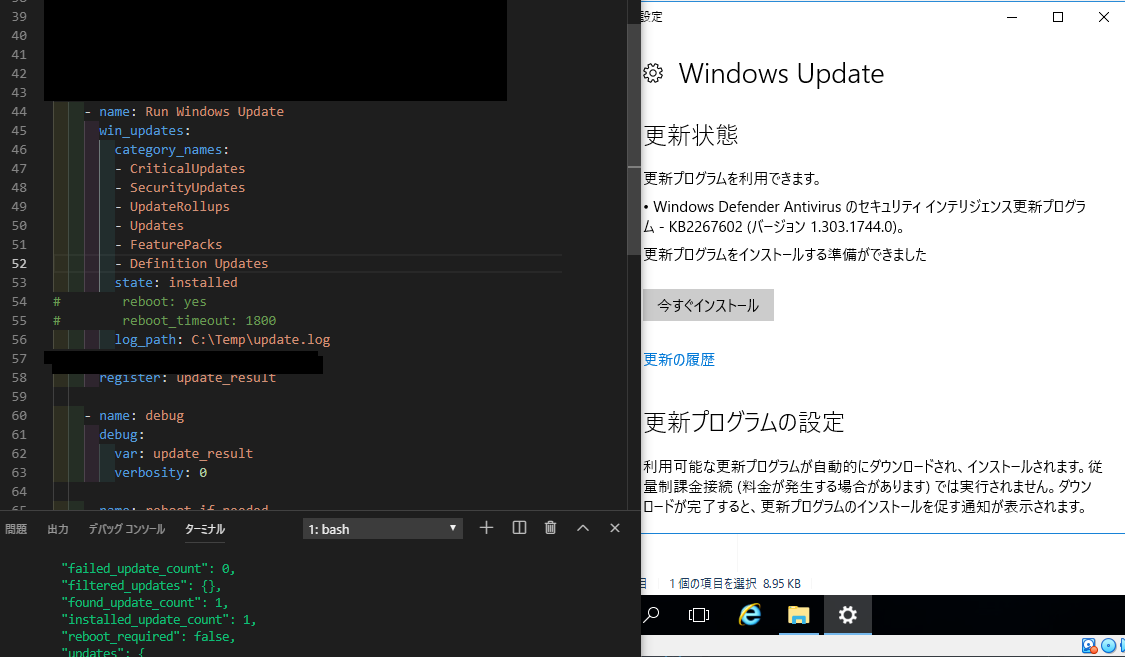 39
40
41
42
43
44 - name: Run Windows Update
45 win_updates:
46 category_names:
47 - CriticalUpdates
48 - SecurityUpdates
49 - UpdateRollups
50 - Updates
51 - FeaturePacks
52 - Definition Updates
53 state: installed
54 # reboot: yes
55 # reboot_timeout: 1800
56 log_path: C:\Temp\update.log
57
58 register: update_result
59
60 - name: debug
61 debug:
62 var: update_result
63 verbosity: 0
64
65 - name: reboot if needed
問題 出力 デバッグ コンソール ターミナル 1: bash
"failed_update_count": 0,
"filtered_updates": {},
"found_update_count": 1,
"installed_update_count": 1,
"reboot_required": false,
"updates": {
設定
Windows Update
更新状態
更新プログラムを利用できます。
• Windows Defender Antivirus のセキュリティ インテリジェンス更新プログラ
ム - KB2267602 (バージョン 1.303.1744.0)。
更新プログラムをインストールする準備ができました
今すぐインストール
更新の履歴
更新プログラムの設定
利用可能な更新プログラムが自動的にダウンロードされ、インストールされます。従
量制課金接続 (料金が発生する場合があります) では実行されません。ダウン
ロードが完了すると、更新プログラムのインストールを促す通知が表示されます。
目 1 個の項目を選択 8.95 KB